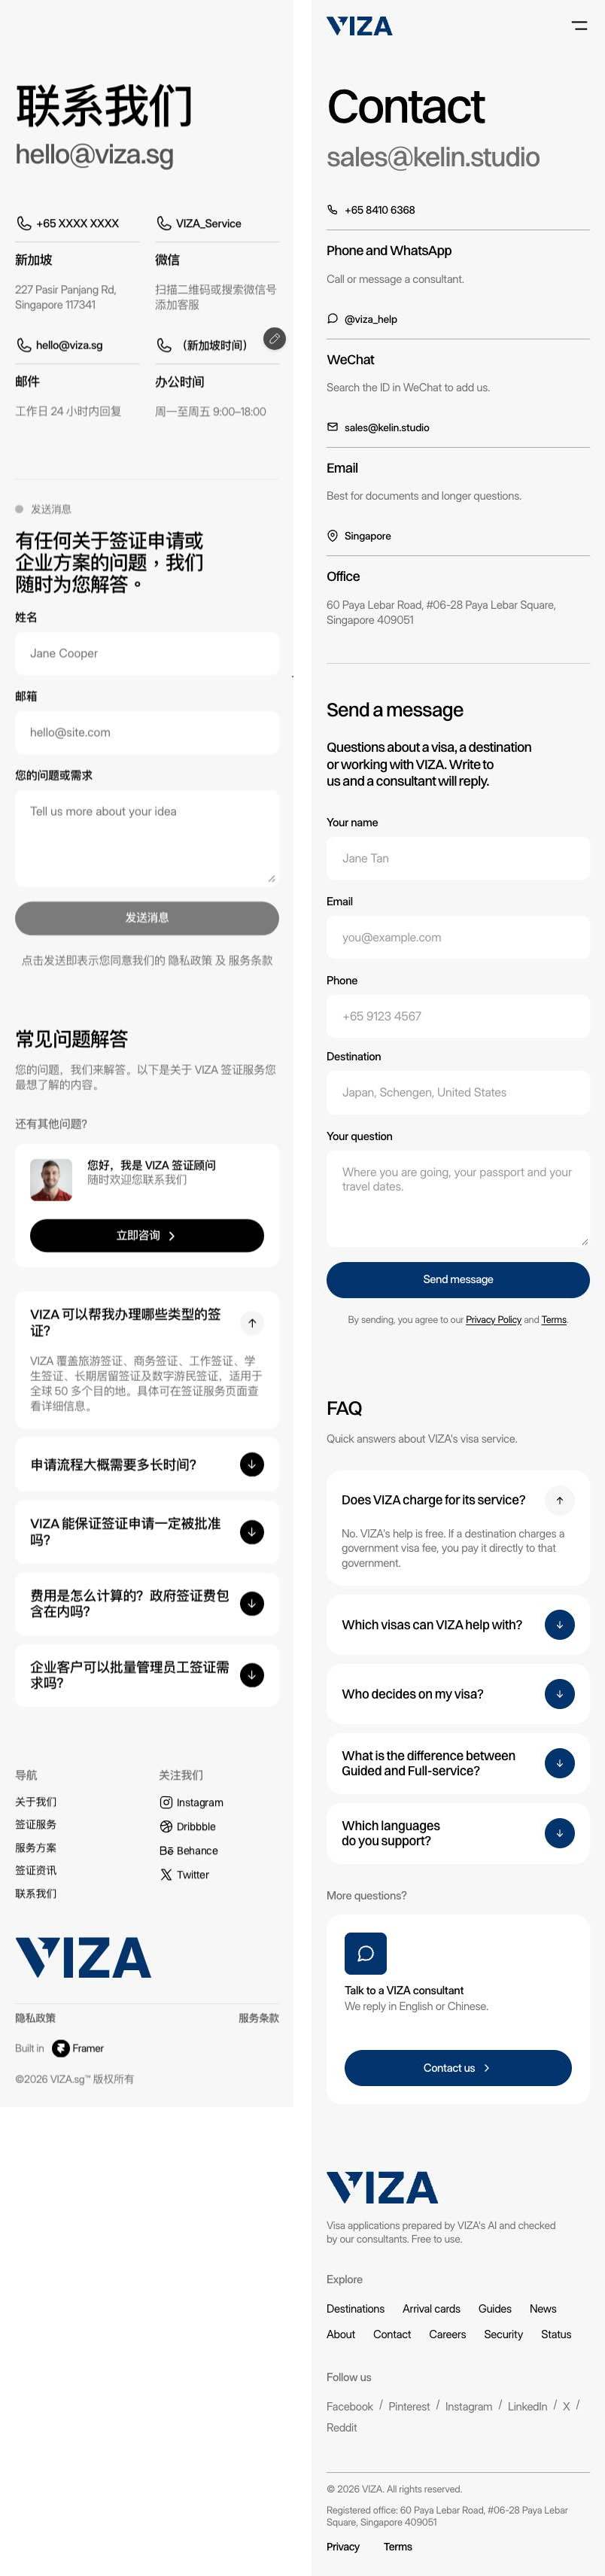 联系我们
hello@viza.sg
+65 XXXX XXXX
新加坡
227 Pasir Panjang Rd,
Singapore 117341
VIZA_Service
微信
扫描二维码或搜索微信号
添加客服
hello@viza.sg
邮件
工作日 24 小时内回复
（新加坡时间）
办公时间
周一至周五 9:00–18:00
发送消息
有任何关于签证申请或
企业方案的问题，我们
随时为您解答。
姓名
Jane Cooper
邮箱
hello@site.com
您的问题或需求
Tell us more about your idea
发送消息
点击发送即表示您同意我们的 隐私政策 及 服务条款
常见问题解答
您的问题，我们来解答。以下是关于 VIZA 签证服务您
最想了解的内容。
还有其他问题?
您好，我是 VIZA 签证顾问
随时欢迎您联系我们
立即咨询
VIZA 可以帮我办理哪些类型的签
证?
VIZA 覆盖旅游签证、商务签证、工作签证、学
生签证、长期居留签证及数字游民签证，适用于
全球 50 多个目的地。具体可在签证服务页面查
看详细信息。
申请流程大概需要多长时间?
VIZA 能保证签证申请一定被批准
吗?
费用是怎么计算的？政府签证费包
含在内吗?
企业客户可以批量管理员工签证需
求吗?
导航
关于我们
签证服务
服务方案
签证资讯
联系我们
关注我们
Instagram
Dribbble
Behance
Twitter
VIZA
隐私政策
服务条款
Built in Framer
©2026 VIZA.sg™ 版权所有
VIZA
Contact
sales@kelin.studio
+65 8410 6368
Phone and WhatsApp
Call or message a consultant.
@viza_help
WeChat
Search the ID in WeChat to add us.
sales@kelin.studio
Email
Best for documents and longer questions.
Singapore
Office
60 Paya Lebar Road, #06-28 Paya Lebar Square,
Singapore 409051
Send a message
Questions about a visa, a destination
or working with VIZA. Write to
us and a consultant will reply.
Your name
Jane Tan
Email
you@example.com
Phone
+65 9123 4567
Destination
Japan, Schengen, United States
Your question
Where you are going, your passport and your
travel dates.
Send message
By sending, you agree to our Privacy Policy and Terms.
FAQ
Quick answers about VIZA's visa service.
Does VIZA charge for its service?
No. VIZA's help is free. If a destination charges a
government visa fee, you pay it directly to that
government.
Which visas can VIZA help with?
Who decides on my visa?
What is the difference between
Guided and Full-service?
Which languages
do you support?
More questions?
Talk to a VIZA consultant
We reply in English or Chinese.
Contact us
VIZA
Visa applications prepared by VIZA's AI and checked
by our consultants. Free to use.
Explore
Destinations Arrival cards Guides News
About Contact Careers Security Status
Follow us
Facebook / Pinterest / Instagram / LinkedIn / X /
Reddit
© 2026 VIZA. All rights reserved.
Registered office: 60 Paya Lebar Road, #06-28 Paya Lebar
Square, Singapore 409051
Privacy Terms